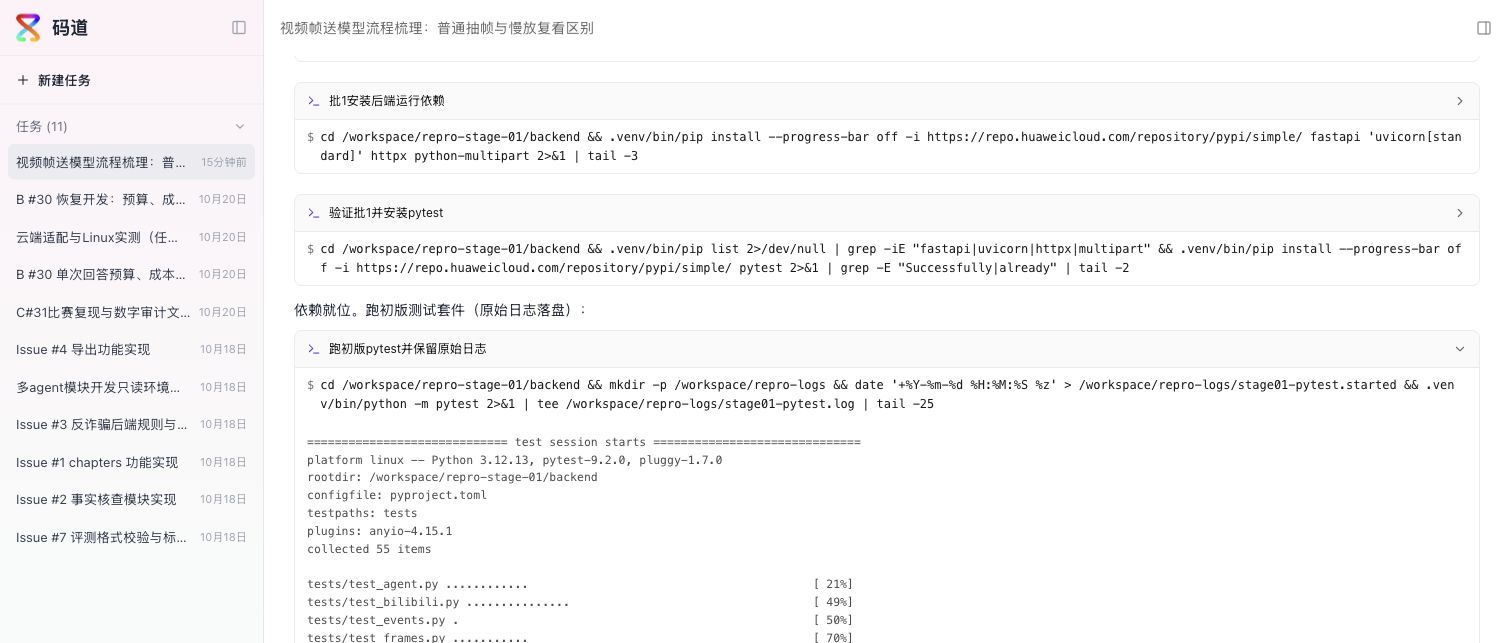 码道
视频帧送模型流程梳理：普通抽帧与慢放复看区别
新建任务
任务 (11)
视频帧送模型流程梳理：普... 15分钟前
B #30 恢复开发：预算、成... 10月20日
云端适配与Linux实测（任... 10月20日
B #30 单次回答预算、成本... 10月20日
C#31比赛复现与数字审计文... 10月20日
Issue #4 导出功能实现 10月18日
多agent模块开发只读环境... 10月18日
Issue #3 反诈骗后端规则与... 10月18日
Issue #1 chapters 功能实现 10月18日
Issue #2 事实核查模块实现 10月18日
Issue #7 评测格式校验与标... 10月18日
批1安装后端运行依赖
$ cd /workspace/repro-stage-01/backend && .venv/bin/pip install --progress-bar off -i https://repo.huaweicloud.com/repository/pypi/simple/ fastapi 'uvicorn[stan
dard]' httpx python-multipart 2>&1 | tail -3
验证批1并安装pytest
$ cd /workspace/repro-stage-01/backend && .venv/bin/pip list 2>/dev/null | grep -iE "fastapi|uvicorn|httpx|multipart" && .venv/bin/pip install --progress-bar of
f -i https://repo.huaweicloud.com/repository/pypi/simple/ pytest 2>&1 | grep -E "Successfully|already" | tail -2
依赖就位。跑初版测试套件（原始日志落盘）：
跑初版pytest并保留原始日志
$ cd /workspace/repro-stage-01/backend && mkdir -p /workspace/repro-logs && date '+%Y-%m-%d %H:%M:%S %z' > /workspace/repro-logs/stage01-pytest.started && .ven
v/bin/python -m pytest 2>&1 | tee /workspace/repro-logs/stage01-pytest.log | tail -25
============================= test session starts ==============================
platform linux -- Python 3.12.13, pytest-9.2.0, pluggy-1.7.0
rootdir: /workspace/repro-stage-01/backend
configfile: pyproject.toml
testpaths: tests
plugins: anyio-4.15.1
collected 55 items
tests/test_agent.py ............ [ 21%]
tests/test_bilibili.py ............... [ 49%]
tests/test_events.py . [ 50%]
tests/test_frames.py ........... [ 70%]